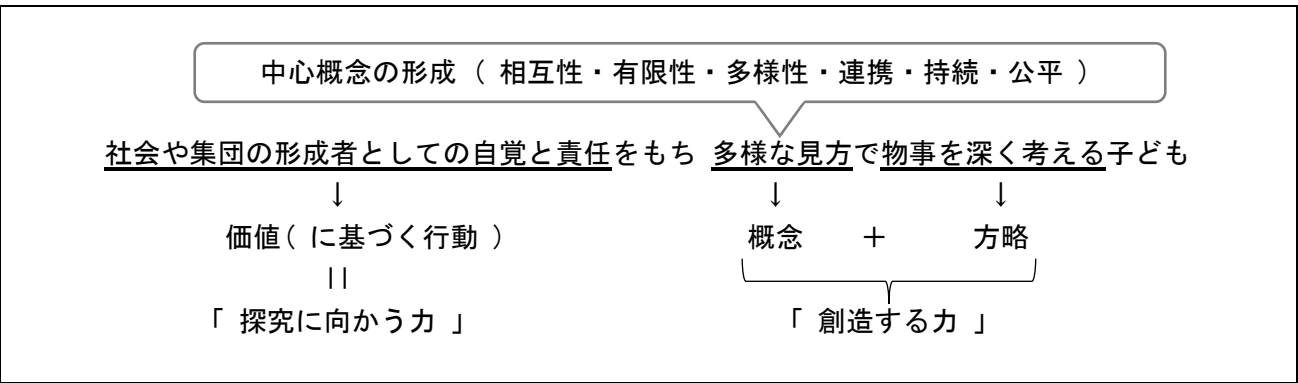 中心概念の形成（ 相互性・有限性・多様性・連携・持続・公平 ）
社会や集団の形成者としての自覚と責任をもち 多様な見方で物事を深く考える子ども
↓ ↓ ↓
価値( に基づく行動 ) 概念 ＋ 方略
||
「 探究に向かう力 」 「 創造する力 」